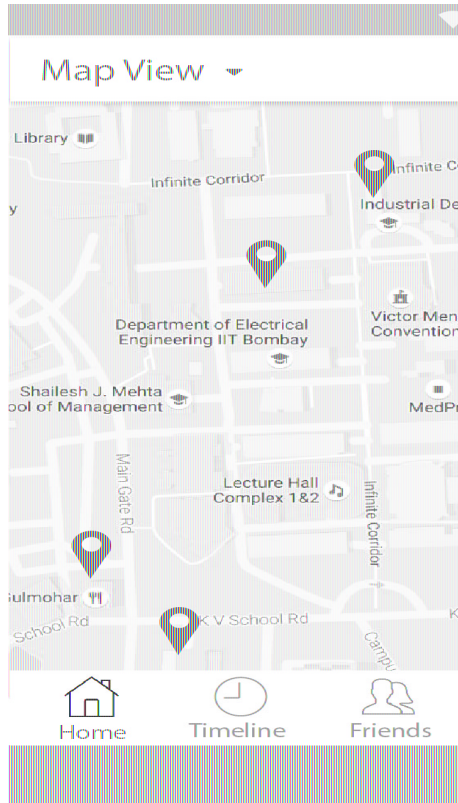 Map View
Library
Infinite Corridor
Infinite C
y
Industrial De
Department of Electrical
Engineering IIT Bombay
Victor Men
Convention
Shailesh J. Mehta
ool of Management
MedPr
Main Gate Rd
Lecture Hall
Complex 1&2
Infinite Corridor
Gulmohar
School Rd
K V School Rd
K
Campu
Home
Timeline
Friends